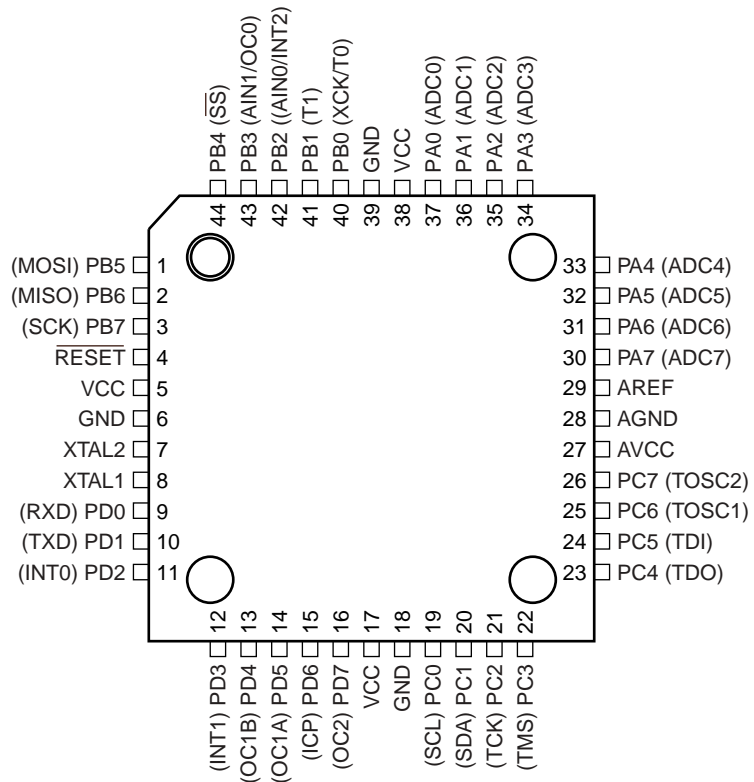 PB4 (SS)
PB3 (AIN1/OC0)
PB2 ((AIN0/INT2)
PB1 (T1)
PB0 (XCK/T0)
GND
VCC
PA0 (ADC0)
PA1 (ADC1)
PA2 (ADC2)
PA3 (ADC3)
44
43
42
41
40
39
38
37
36
35
34
(MOSI) PB5 1
(MISO) PB6 2
(SCK) PB7 3
RESET 4
VCC 5
GND 6
XTAL2 7
XTAL1 8
(RXD) PD0 9
(TXD) PD1 10
(INT0) PD2 11
33 PA4 (ADC4)
32 PA5 (ADC5)
31 PA6 (ADC6)
30 PA7 (ADC7)
29 AREF
28 AGND
27 AVCC
26 PC7 (TOSC2)
25 PC6 (TOSC1)
24 PC5 (TDI)
23 PC4 (TDO)
12
13
14
15
16
17
18
19
20
21
22
(INT1) PD3
(OC1B) PD4
(OC1A) PD5
(ICP) PD6
(OC2) PD7
VCC
GND
(SCL) PC0
(SDA) PC1
(TCK) PC2
(TMS) PC3